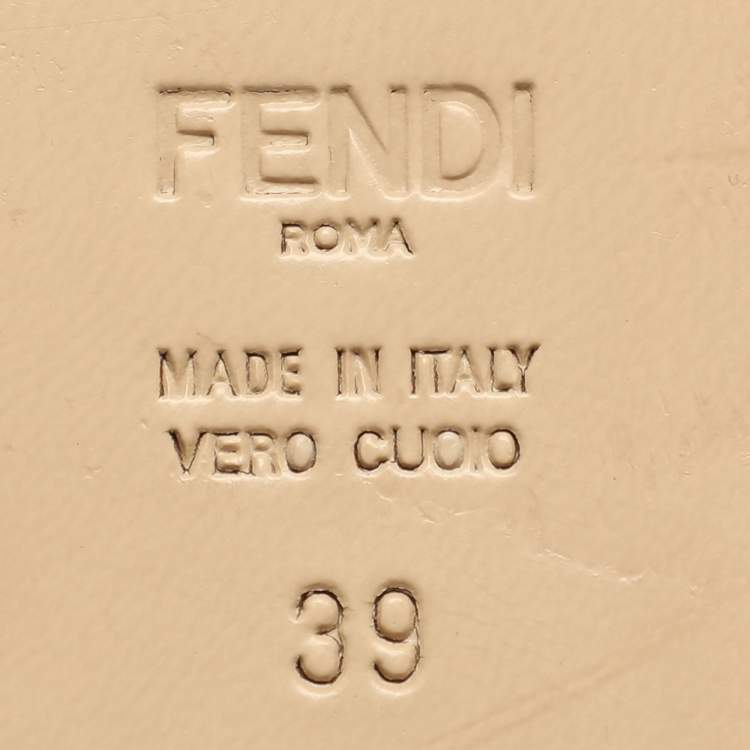 FENDI
ROMA
MADE IN ITALY
VERO CUOIO
39